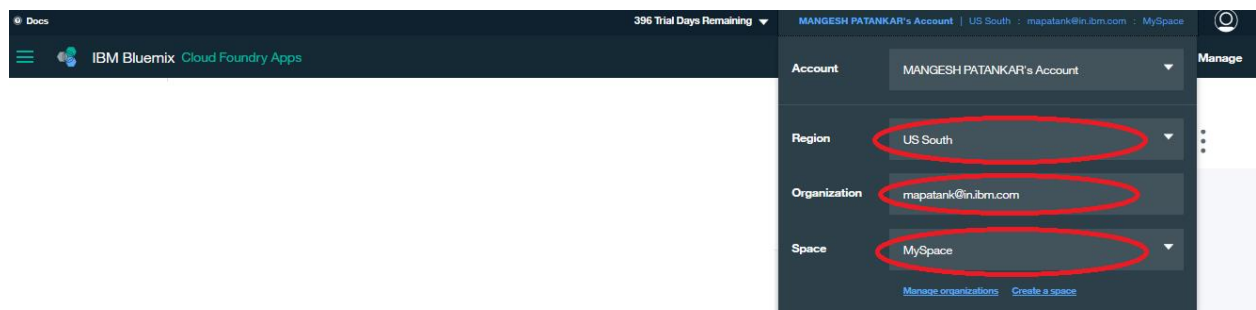 Docs
396 Trial Days Remaining
MANGESH PATANKAR's Account | US South : mapatank@in.ibm.com : MySpace
IBM Bluemix Cloud Foundry Apps
Manage
Account
MANGESH PATANKAR's Account
Region
US South
Organization
mapatank@in.ibm.com
Space
MySpace
Manage organizations
Create a space